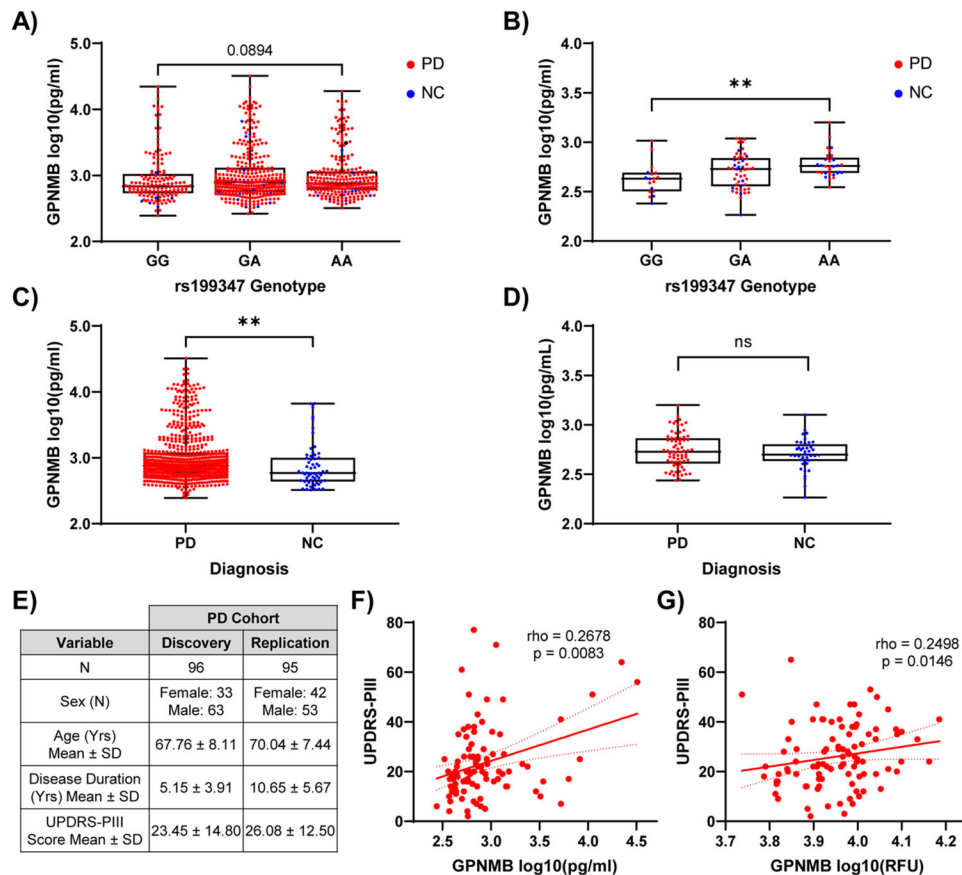 A)
0.0894
PD
NC
GPNMB log10(pg/ml)
5.0
4.0
3.0
2.0
GG
GA
AA
rs199347 Genotype
B)
**
PD
NC
GPNMB log10(pg/ml)
4.0
3.5
3.0
2.5
2.0
GG
GA
AA
rs199347 Genotype
C)
**
GPNMB log10(pg/ml)
5.0
4.0
3.0
2.0
PD
NC
Diagnosis
D)
ns
GPNMB log10(pg/mL)
4.0
3.5
3.0
2.5
2.0
PD
NC
Diagnosis
E)
PD Cohort
Variable Discovery Replication
N 96 95
Sex (N) Female: 33 Female: 42
Male: 63 Male: 53
Age (Yrs)
Mean ± SD 67.76 ± 8.11 70.04 ± 7.44
Disease Duration
(Yrs) Mean ± SD 5.15 ± 3.91 10.65 ± 5.67
UPDRS-PIII
Score Mean ± SD 23.45 ± 14.80 26.08 ± 12.50
F)
rho = 0.2678
p = 0.0083
UPDRS-PIII
80
60
40
20
0
2.5 3.0 3.5 4.0 4.5
GPNMB log10(pg/ml)
G)
rho = 0.2498
p = 0.0146
UPDRS-PIII
80
60
40
20
0
3.7 3.8 3.9 4.0 4.1 4.2
GPNMB log10(RFU)